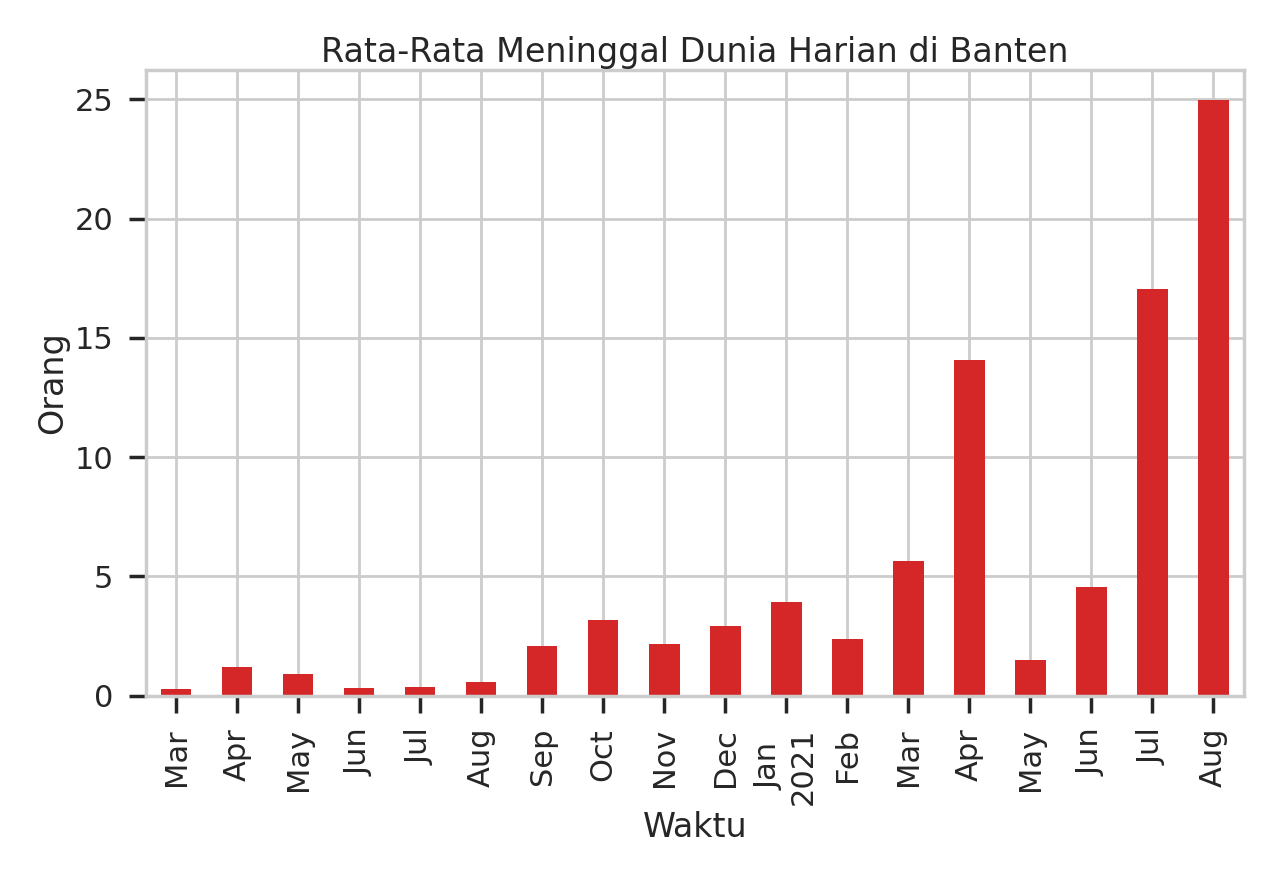 Rata-Rata Meninggal Dunia Harian di Banten
25
20
15
10
5
0
Orang
Mar
Apr
May
Jun
Jul
Aug
Sep
Oct
Nov
Dec
Jan
2021
Feb
Mar
Apr
May
Jun
Jul
Aug
Waktu